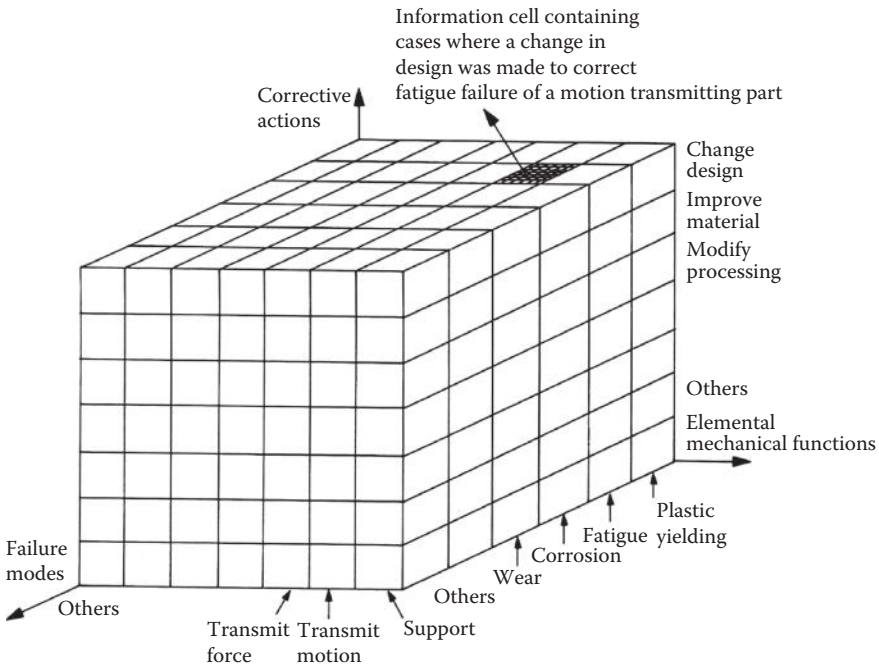 Information cell containing
cases where a change in
design was made to correct
fatigue failure of a motion transmitting part
Corrective
actions
Change
design
Improve
material
Modify
processing
Others
Elemental
mechanical functions
Plastic
yielding
Fatigue
Corrosion
Wear
Others
Failure
modes
Others
Transmit
force
Transmit
motion
Support